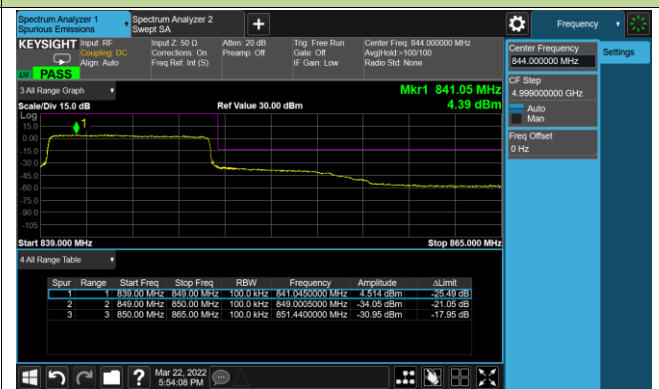 Spectrum Analyzer 1
Spurious Emissions
Spectrum Analyzer 2
Swept SA
+
Frequency
KEYSIGHT
Input: RF
Coupling: DC
Align: Auto
Input Z: 50 Ω
Corrections: On
Freq Ref: Int (S)
Atten: 20 dB
Preamp: Off
Trig: Free Run
Gate: Off
IF Gain: Low
Center Freq: 844.000000 MHz
Avg|Hold:>100/100
Radio Std: None
LXI
PASS
Center Frequency
844.000000 MHz
Settings
CF Step
4.999000000 GHz
Auto
Man
Freq Offset
0 Hz
3 All Range Graph
Mkr1 841.05 MHz
Scale/Div 15.0 dB
Ref Value 30.00 dBm
4.39 dBm
Log
15.0
0.00
-15.0
-30.0
-45.0
-60.0
-75.0
-90.0
-105
1
Start 839.000 MHz
Stop 865.000 MHz
4 All Range Table
Spur Range Start Freq Stop Freq RBW Frequency Amplitude ΔLimit
1 1 839.00 MHz 849.00 MHz 100.0 kHz 841.0450000 MHz 4.514 dBm -25.49 dB
2 2 849.00 MHz 850.00 MHz 100.0 kHz 849.0005000 MHz -34.05 dBm -21.05 dB
3 3 850.00 MHz 865.00 MHz 100.0 kHz 851.4400000 MHz -30.95 dBm -17.95 dB
?
Mar 22, 2022
5:54:08 PM